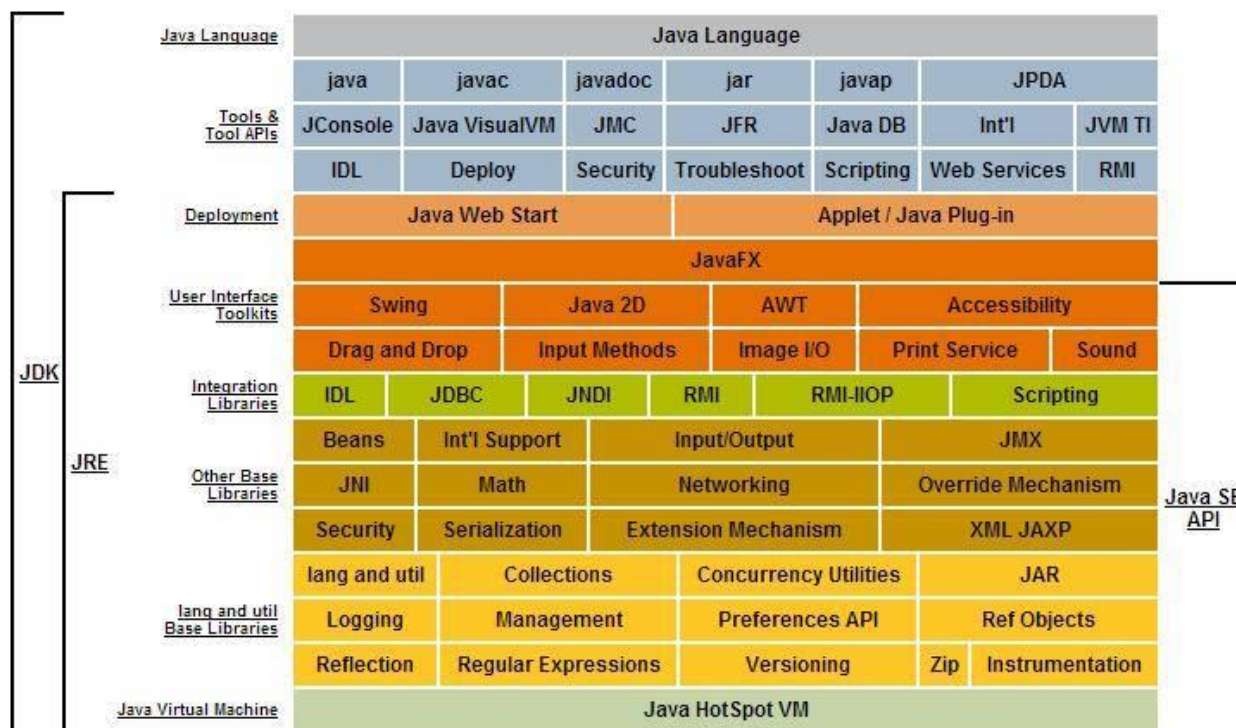 Java Language Java Language
java javac javadoc jar javap JPDA
Tools &
Tool APIs
JConsole Java VisualVM JMC JFR Java DB Int'l JVM TI
IDL Deploy Security Troubleshoot Scripting Web Services RMI
Deployment Java Web Start Applet / Java Plug-in
JavaFX
User Interface
Toolkits
Swing Java 2D AWT Accessibility
Drag and Drop Input Methods Image I/O Print Service Sound
JDK
Integration
Libraries
IDL JDBC JNDI RMI RMI-IIOP Scripting
Beans Int'l Support Input/Output JMX
JRE
Other Base
Libraries
JNI Math Networking Override Mechanism
Java SE
API
Security Serialization Extension Mechanism XML JAXP
lang and util Collections Concurrency Utilities JAR
lang and util
Base Libraries
Logging Management Preferences API Ref Objects
Reflection Regular Expressions Versioning Zip Instrumentation
Java Virtual Machine Java HotSpot VM